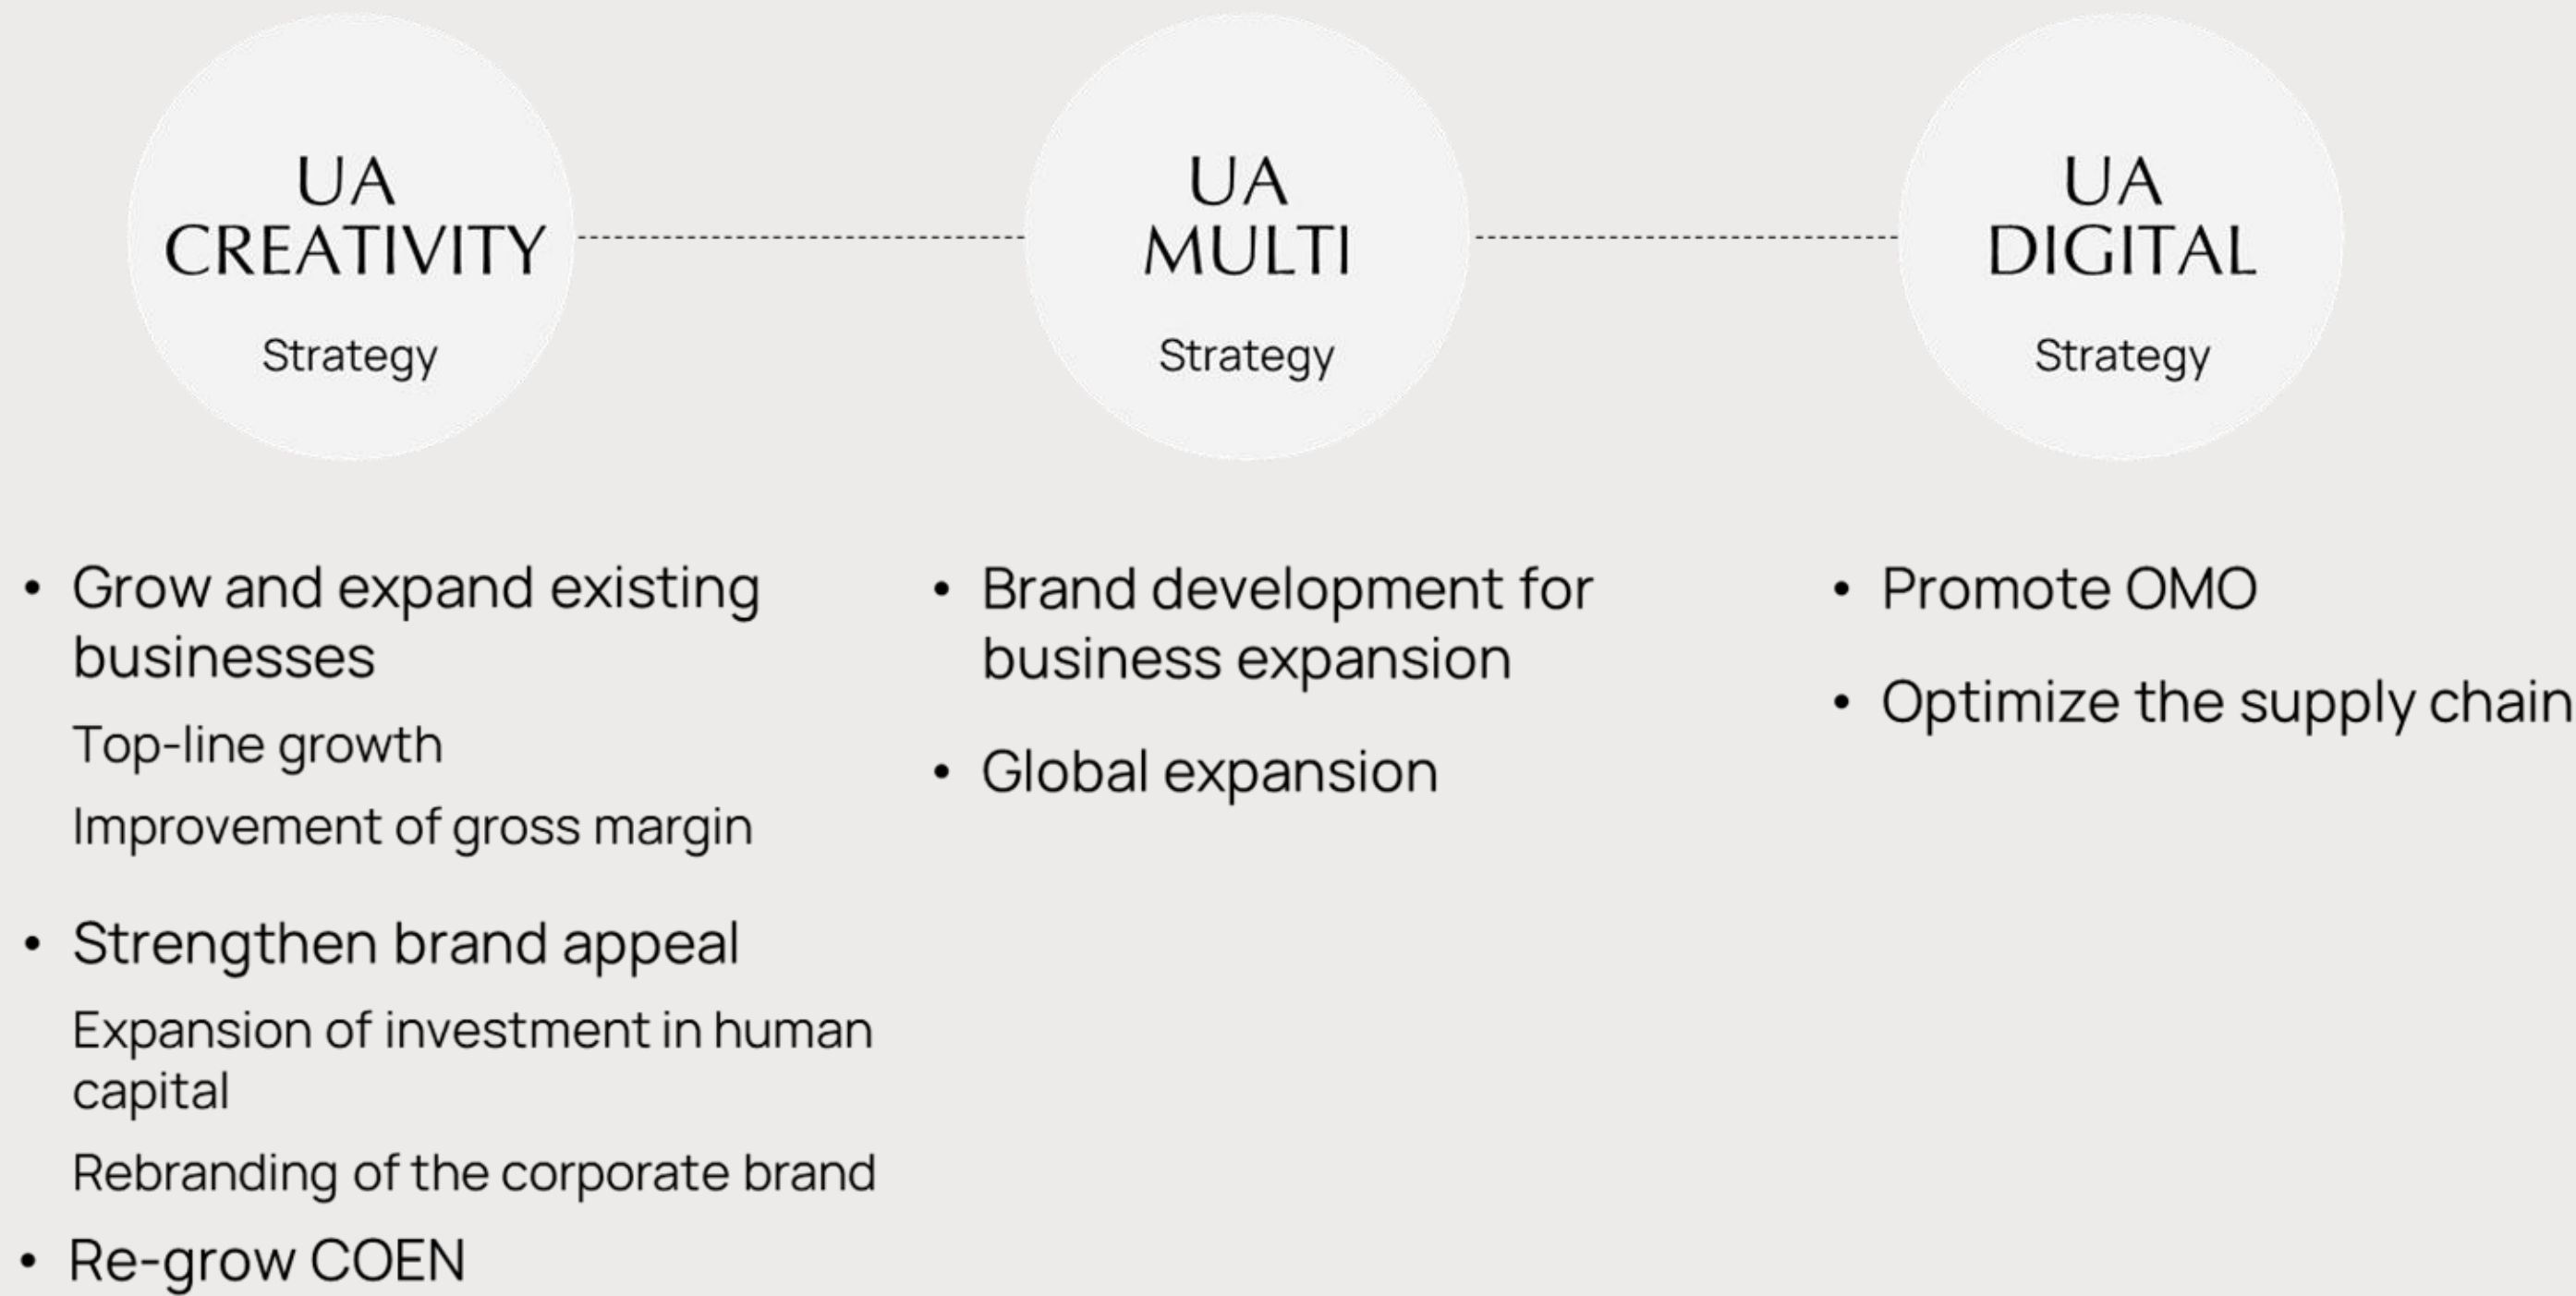 UA
CREATIVITY
Strategy
UA
MULTI
Strategy
UA
DIGITAL
Strategy
• Grow and expand existing
businesses
Top-line growth
Improvement of gross margin
• Strengthen brand appeal
Expansion of investment in human
capital
Rebranding of the corporate brand
• Re-grow COEN
• Brand development for
business expansion
• Global expansion
• Promote OMO
• Optimize the supply chain